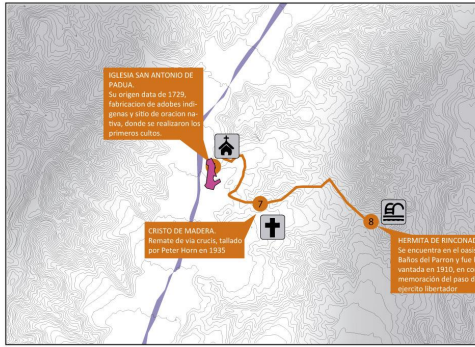 IGLESIA SAN ANTONIO DE
PADUA.
Su origen data de 1729,
fabricacion de adobes indi-
genas y sitio de oracion na-
tiva, donde se realizaron los
primeros cultos.
7
CRISTO DE MADERA.
Remate de via crucis, tallado
por Peter Horn en 1935
8
HERMITA DE RINCONAD
Se encuentra en el oasis
Baños del Parron y fue l
vantada en 1910, en co
memoración del paso d
ejercito libertador